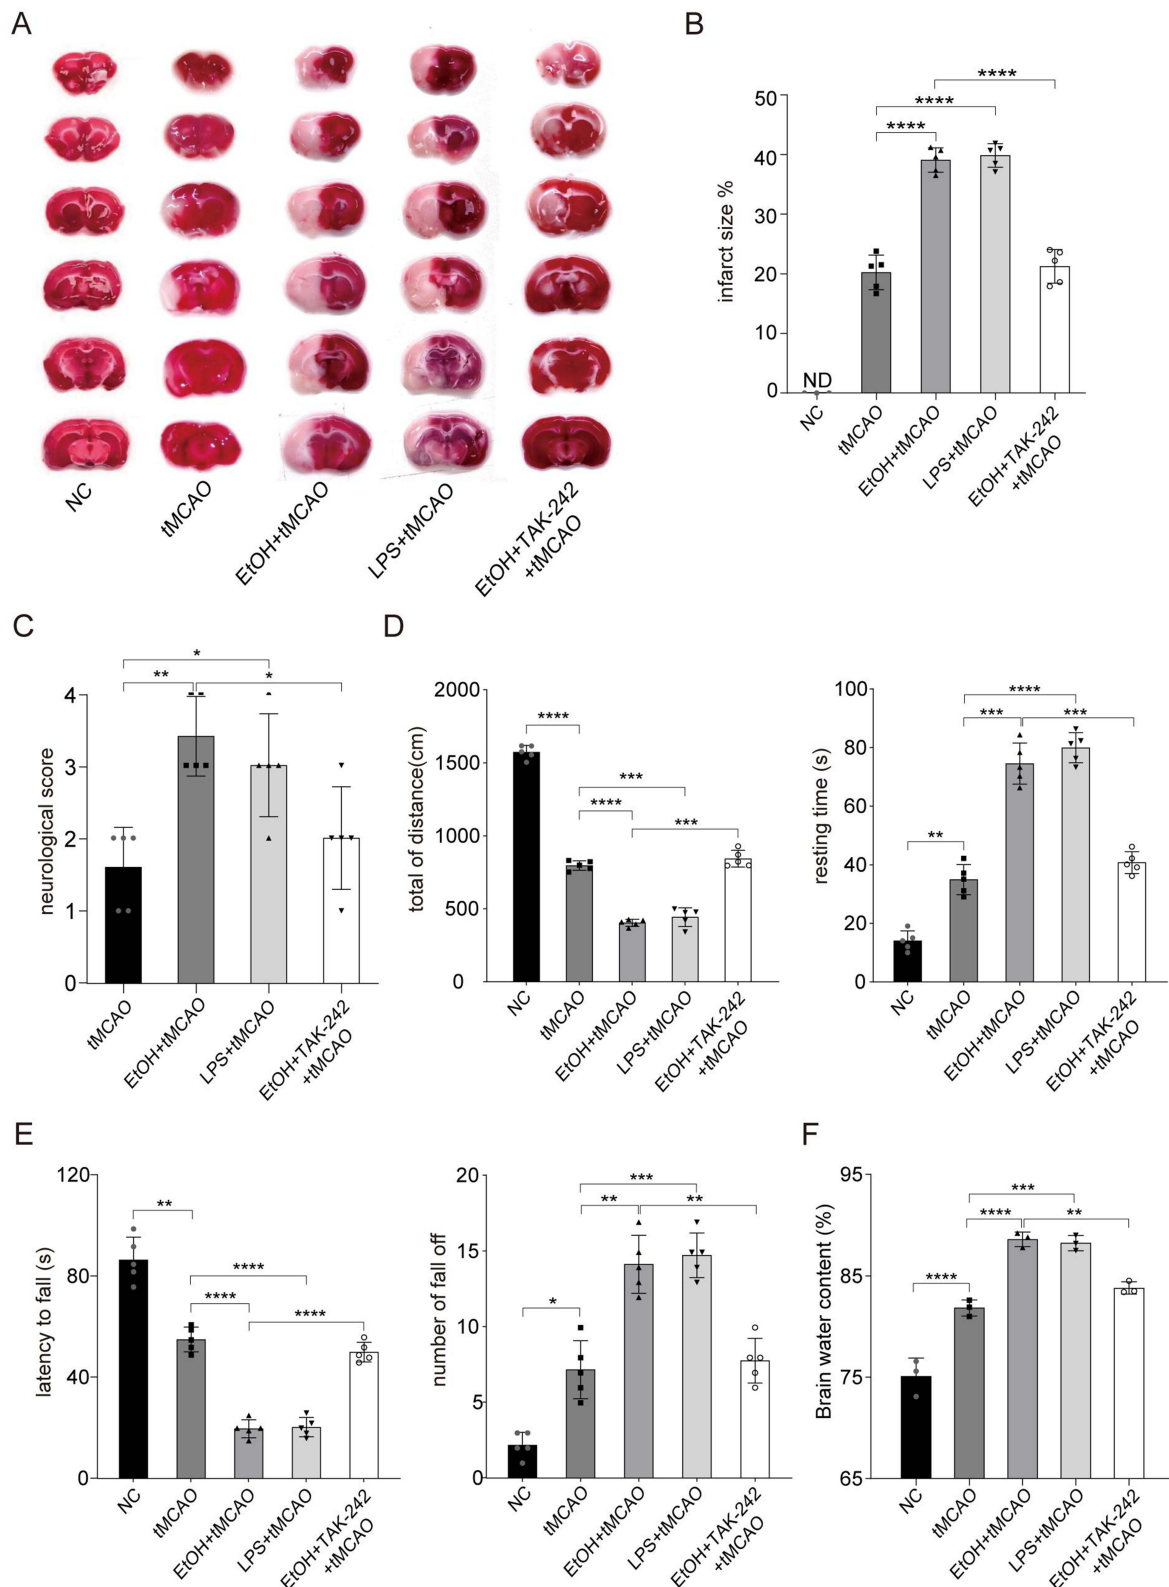 A
NC
tMCAO
EtOH+tMCAO
LPS+tMCAO
EtOH+TAK-242
+tMCAO
B
infarct size %
50
40
30
20
10
0
ND
****
****
****
NC
tMCAO
EtOH+tMCAO
LPS+tMCAO
EtOH+TAK-242
+tMCAO
C
neurological score
4
3
2
1
0
*
**
*
tMCAO
EtOH+tMCAO
LPS+tMCAO
EtOH+TAK-242
+tMCAO
D
total of distance(cm)
2000
1500
1000
500
0
****
***
****
***
NC
tMCAO
EtOH+tMCAO
LPS+tMCAO
EtOH+TAK-242
+tMCAO
resting time (s)
100
80
60
40
20
0
****
***
***
**
NC
tMCAO
EtOH+tMCAO
LPS+tMCAO
EtOH+TAK-242
+tMCAO
E
latency to fall (s)
120
80
40
0
**
****
****
****
NC
tMCAO
EtOH+tMCAO
LPS+tMCAO
EtOH+TAK-242
+tMCAO
number of fall off
20
15
10
5
0
***
**
**
*
NC
tMCAO
EtOH+tMCAO
LPS+tMCAO
EtOH+TAK-242
+tMCAO
F
Brain water content (%)
95
85
75
65
***
****
**
****
NC
tMCAO
EtOH+tMCAO
LPS+tMCAO
EtOH+TAK-242
+tMCAO